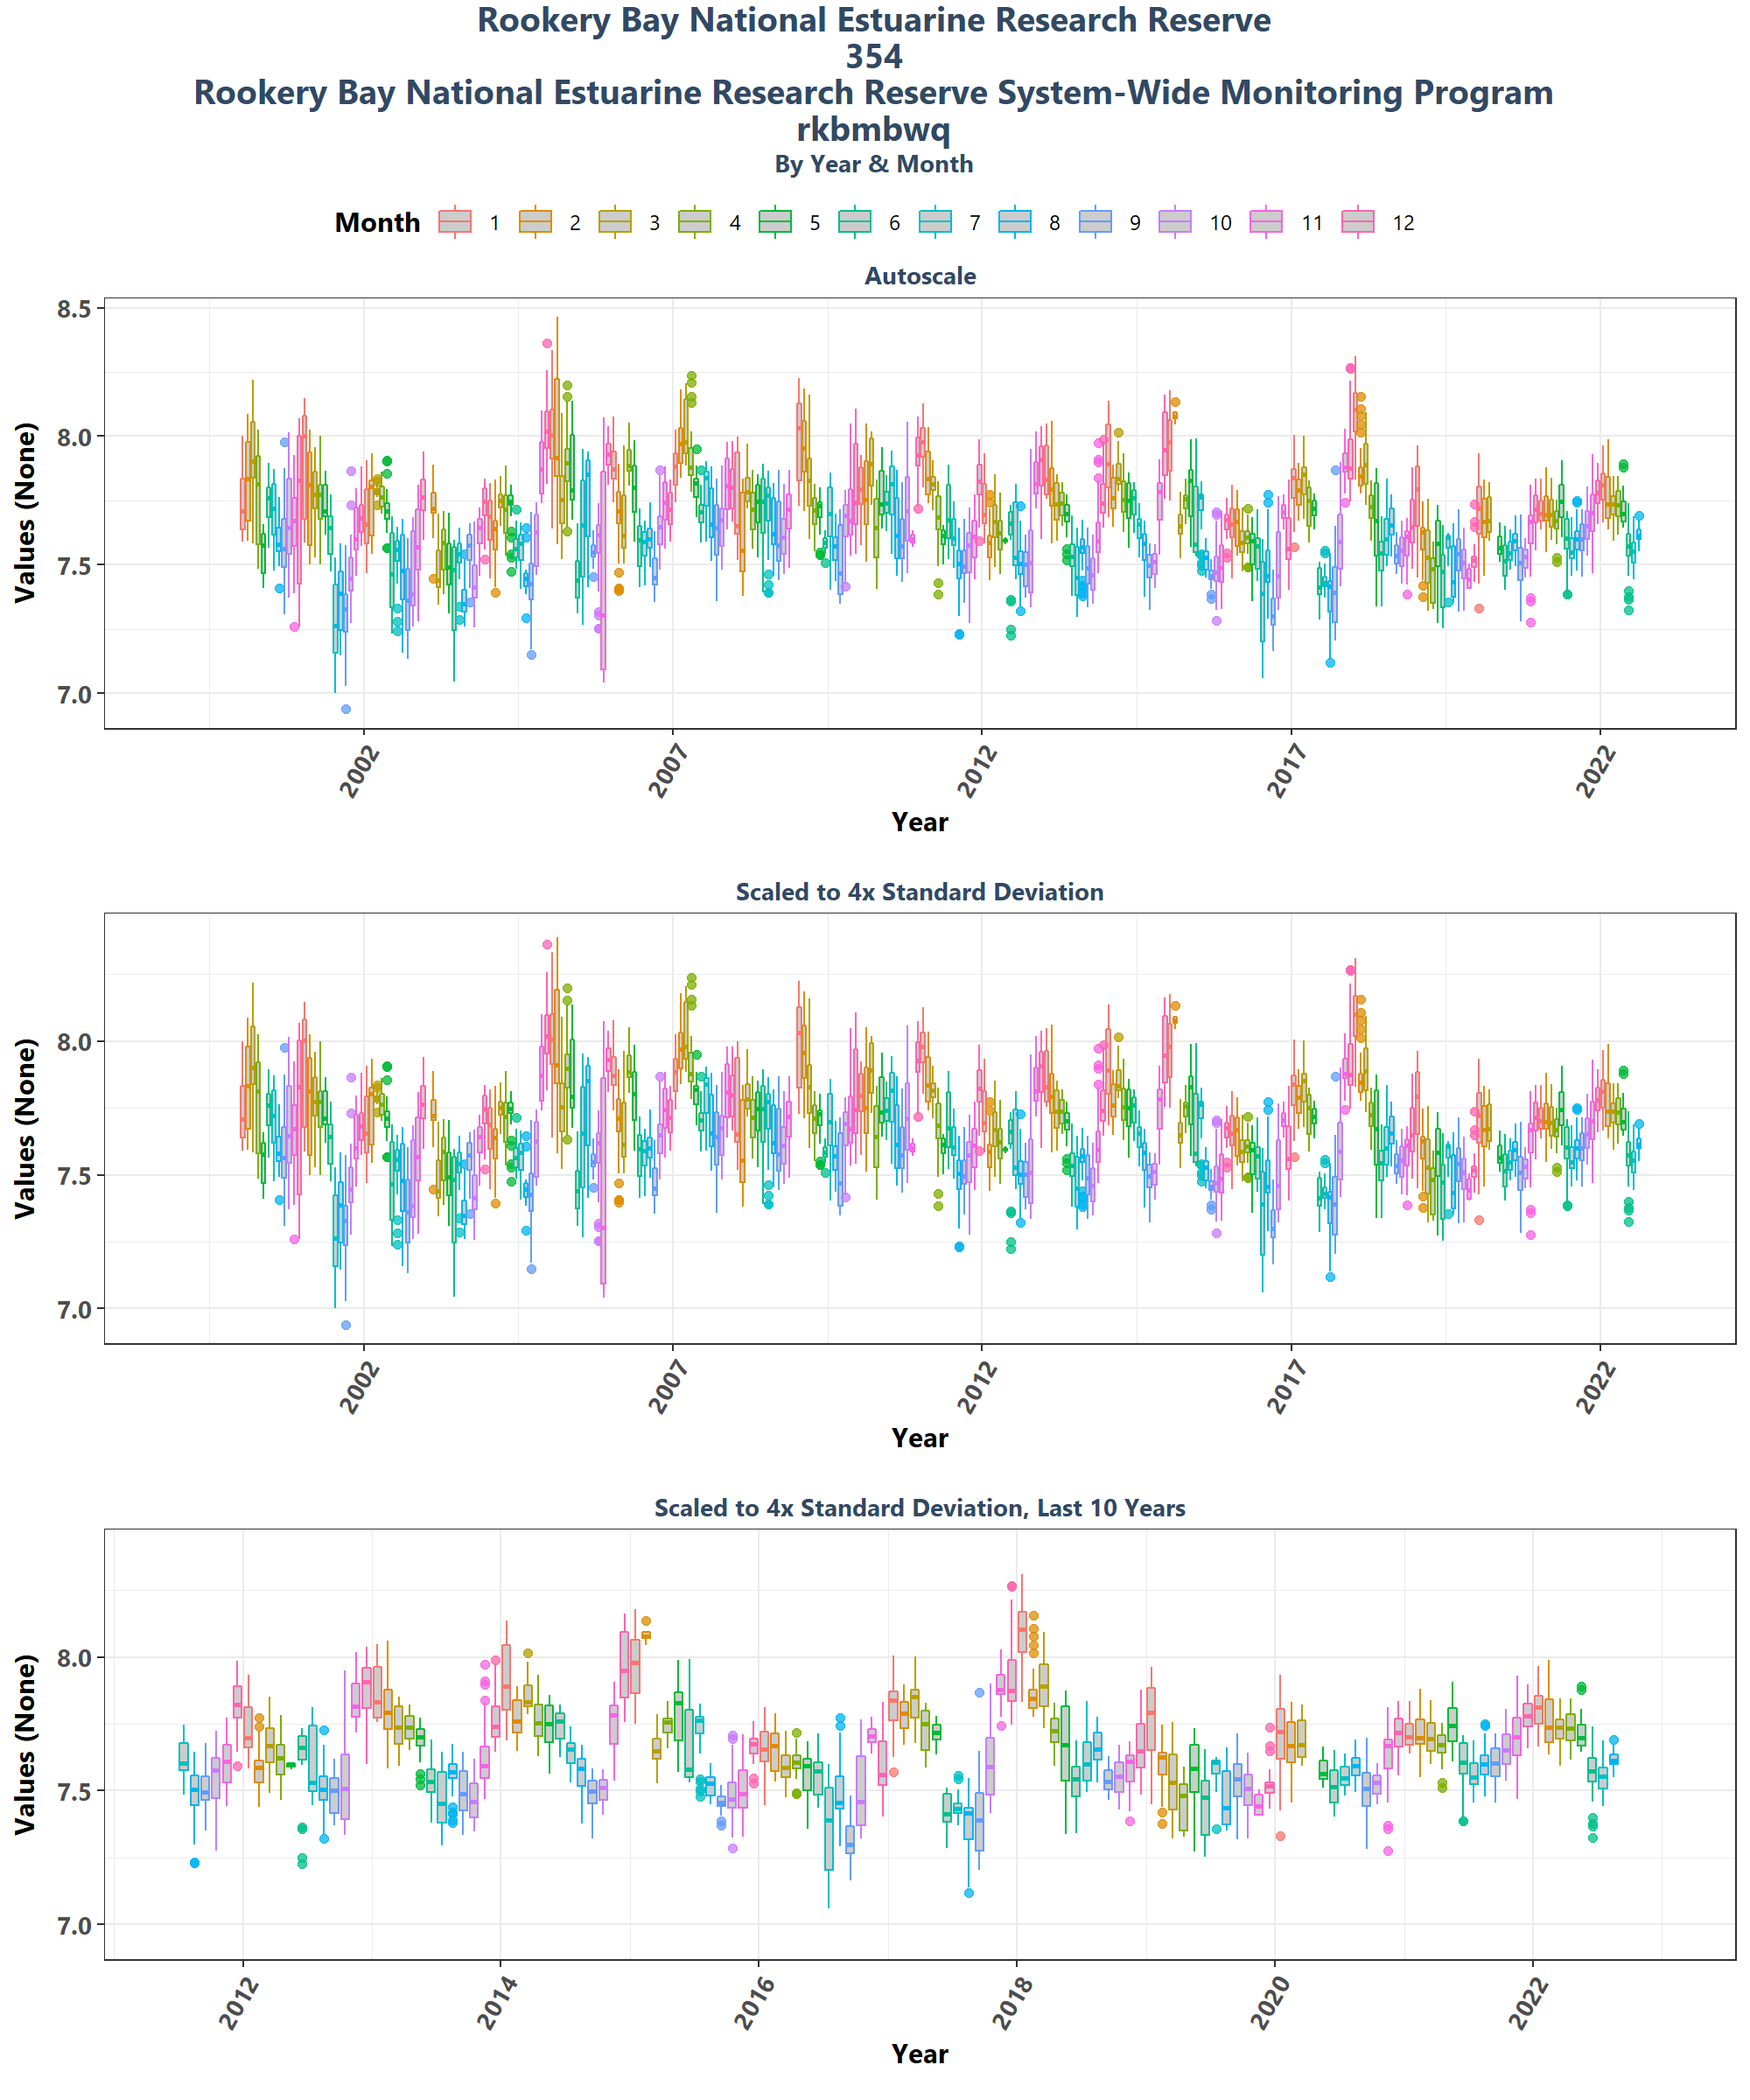 Rookery Bay National Estuarine Research Reserve
354
Rookery Bay National Estuarine Research Reserve System-Wide Monitoring Program
rkbmbwq
By Year & Month
Month 1 2 3 4 5 6 7 8 9 10 11 12
Autoscale
Values (None)
8.5
8.0
7.5
7.0
2002 2007 2012 2017 2022
Year
Scaled to 4x Standard Deviation
Values (None)
8.0
7.5
7.0
2002 2007 2012 2017 2022
Year
Scaled to 4x Standard Deviation, Last 10 Years
Values (None)
8.0
7.5
7.0
2012 2014 2016 2018 2020 2022
Year